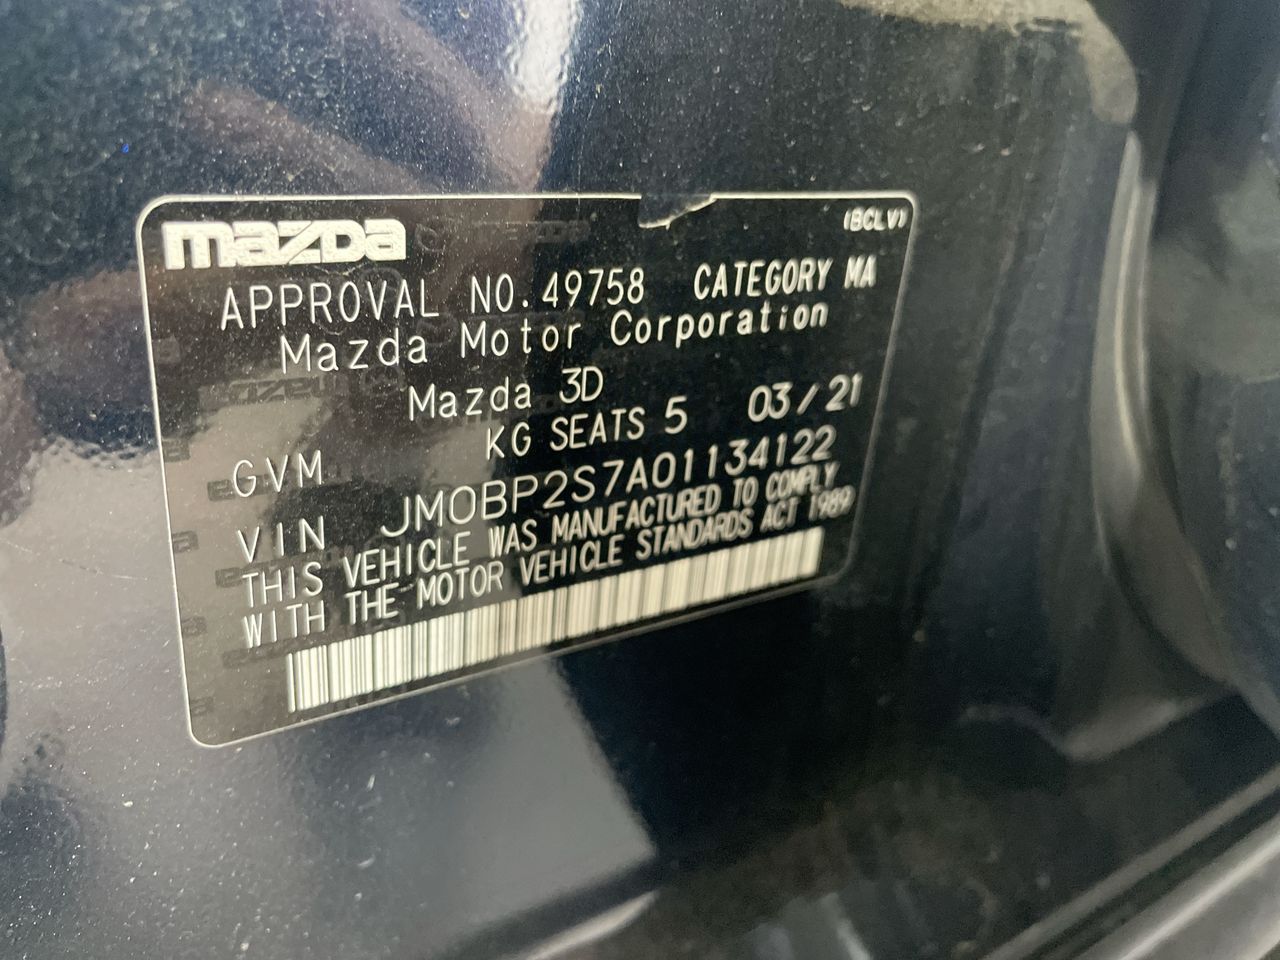 mazda (BCLV)
APPROVAL NO. 49758 CATEGORY MA
Mazda Motor Corporation
Mazda 3D
GVM KG SEATS 5 03/21
VIN JM0BP2S7A01134122
THIS VEHICLE WAS MANUFACTURED TO COMPLY
WITH THE MOTOR VEHICLE STANDARDS ACT 1989